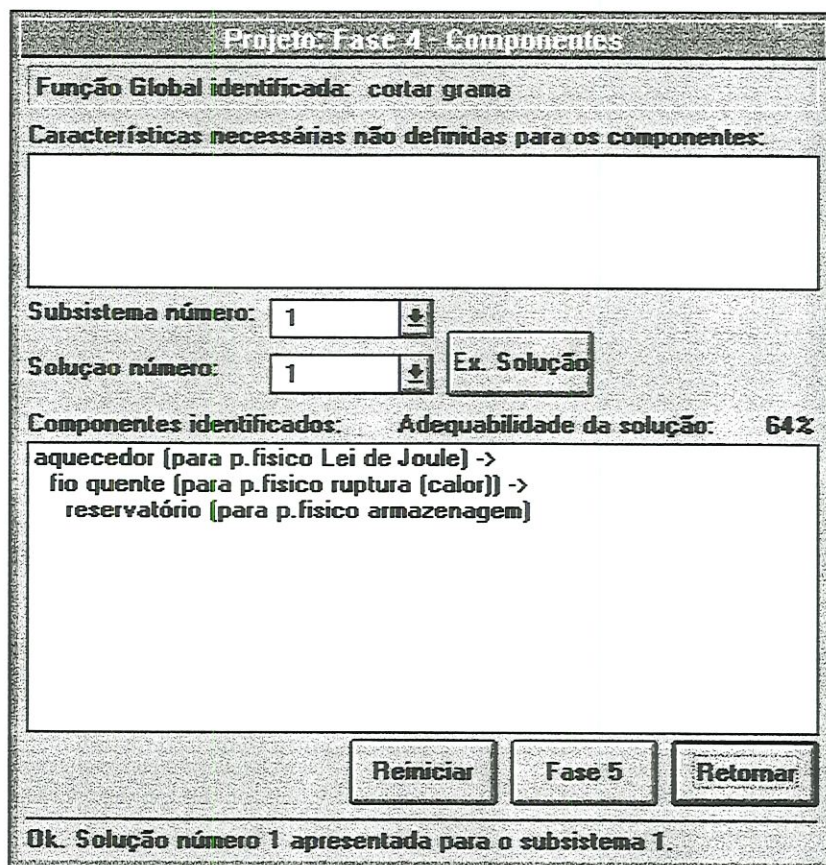 Projeto: Fase 4 - Componentes
Função Global identificada: cortar grama
Características necessárias não definidas para os componentes:
Subsistema número: 1
Soluçao número: 1
Ex. Solução
Componentes identificados: Adequabilidade da solução: 64%
aquecedor (para p.fisico Lei de Joule) ->
fio quente (para p.fisico ruptura (calor)) ->
reservatório (para p.fisico armazenagem)
Reiniciar Fase 5 Retornar
Ok. Solução número 1 apresentada para o subsistema 1.